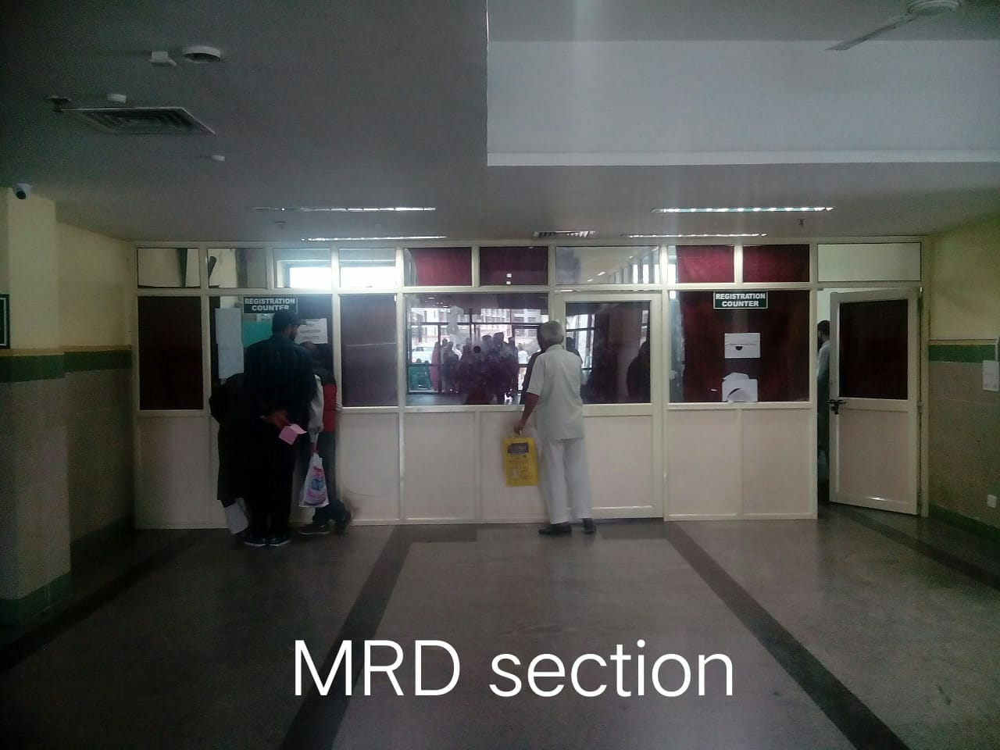 REGISTRATION
COUNTER
REGISTRATION
COUNTER
MRD section